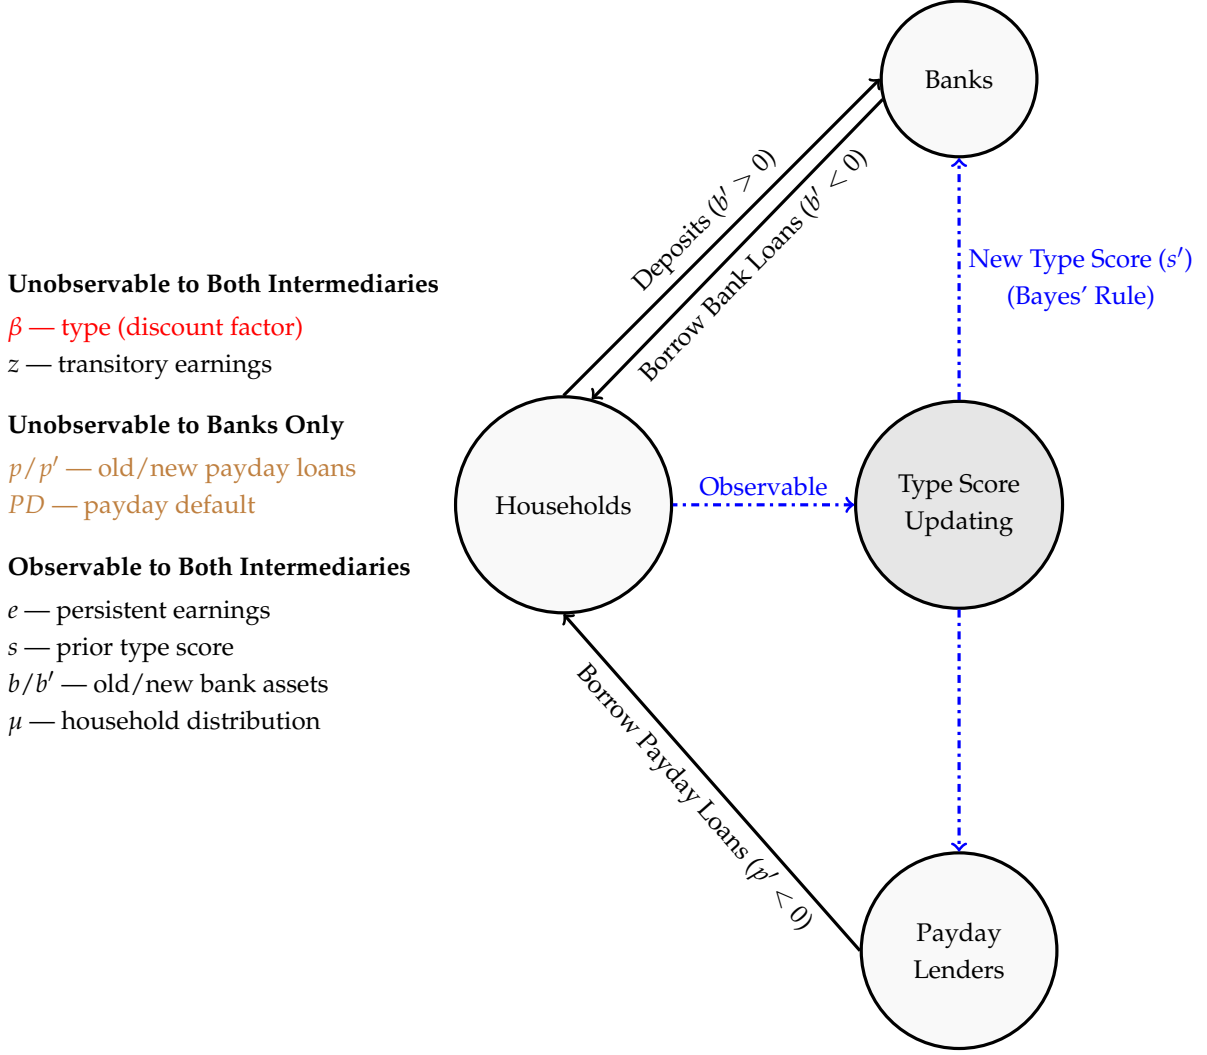 Banks
Deposits (b′ > 0)
Borrow Bank Loans (b′ < 0)
New Type Score (s′)
(Bayes’ Rule)
Unobservable to Both Intermediaries
β — type (discount factor)
z — transitory earnings
Unobservable to Banks Only
p/p′ — old/new payday loans
PD — payday default
Observable to Both Intermediaries
e — persistent earnings
s — prior type score
b/b′ — old/new bank assets
μ — household distribution
Households
Observable
Type Score
Updating
Borrow Payday Loans (p′ < 0)
Payday
Lenders